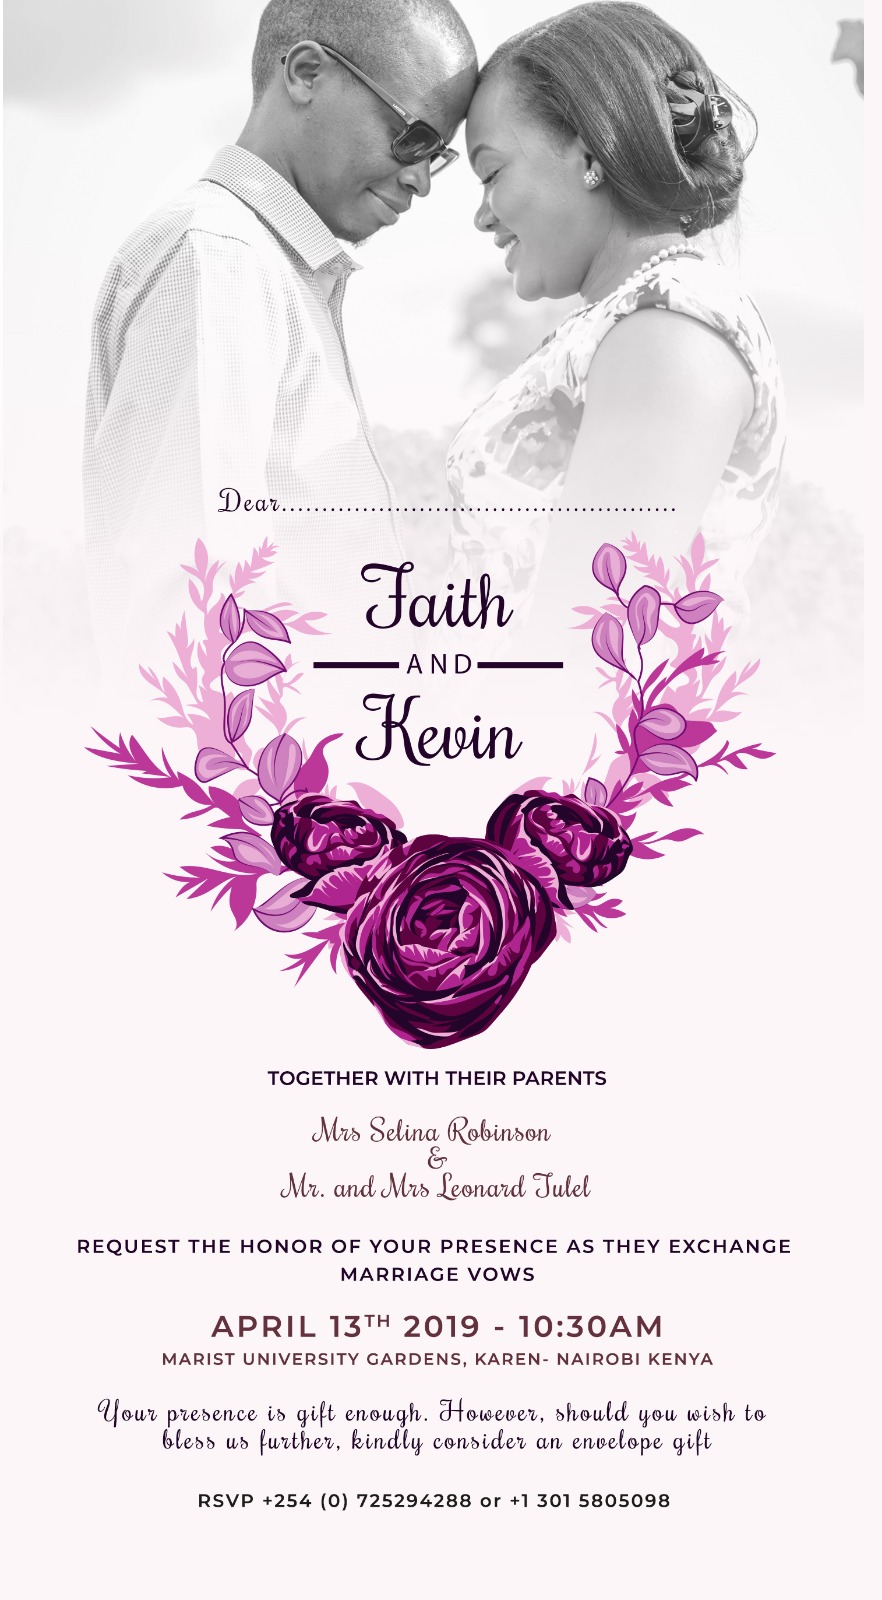 Dear...................................................
Faith
AND
Kevin
TOGETHER WITH THEIR PARENTS
Mrs Selina Robinson
&
Mr. and Mrs Leonard Tulel
REQUEST THE HONOR OF YOUR PRESENCE AS THEY EXCHANGE
MARRIAGE VOWS
APRIL 13TH 2019 - 10:30AM
MARIST UNIVERSITY GARDENS, KAREN- NAIROBI KENYA
Your presence is gift enough. However, should you wish to
bless us further, kindly consider an envelope gift
RSVP +254 (0) 725294288 or +1 301 5805098